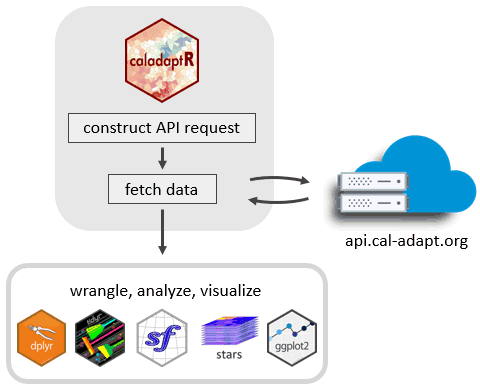 caladaptR
construct API request
fetch data
api.cal-adapt.org
wrangle, analyze, visualize
dplyr
tidyr
sf
stars
ggplot2